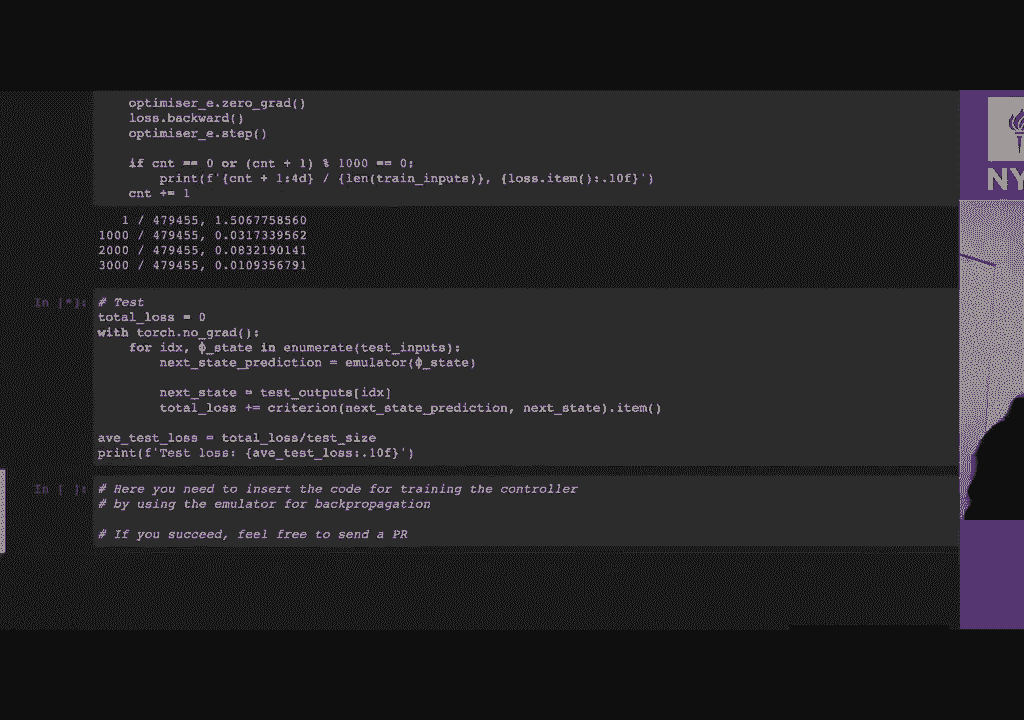 optimiser_e.zero_grad()
loss.backward()
optimiser_e.step()
if cnt == 0 or (cnt + 1) % 1000 == 0:
print(f'{cnt + 1:4d} / {len(train_inputs)}, {loss.item():.10f}')
cnt += 1
1 / 479455, 1.5067758560
1000 / 479455, 0.0317339562
2000 / 479455, 0.0832190141
3000 / 479455, 0.0109356791
In [*]: # Test
total_loss = 0
with torch.no_grad():
for idx, ϕ_state in enumerate(test_inputs):
next_state_prediction = emulator(ϕ_state)
next_state = test_outputs[idx]
total_loss += criterion(next_state_prediction, next_state).item()
ave_test_loss = total_loss/test_size
print(f'Test loss: {ave_test_loss:.10f}')
In [ ]: # Here you need to insert the code for training the controller
# by using the emulator for backpropagation
# If you succeed, feel free to send a PR
NY